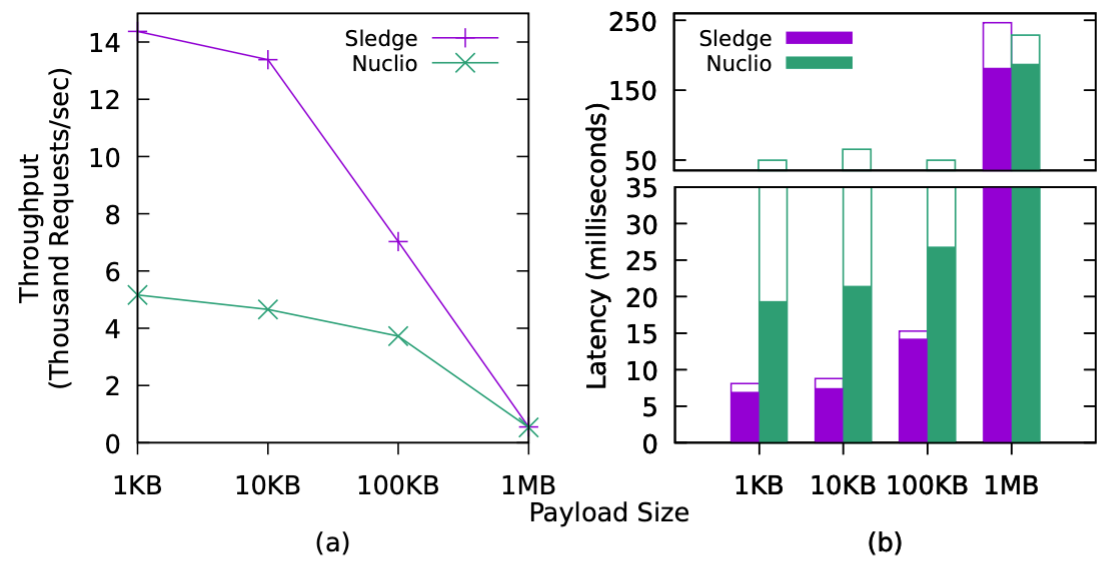 Throughput
(Thousand Requests/sec)
14
12
10
8
6
4
2
0
Sledge
Nuclio
1KB 10KB 100KB 1MB
Latency (milliseconds)
250
150
50
35
30
25
20
15
10
5
0
Sledge
Nuclio
1KB 10KB 100KB 1MB
Payload Size
(a) (b)